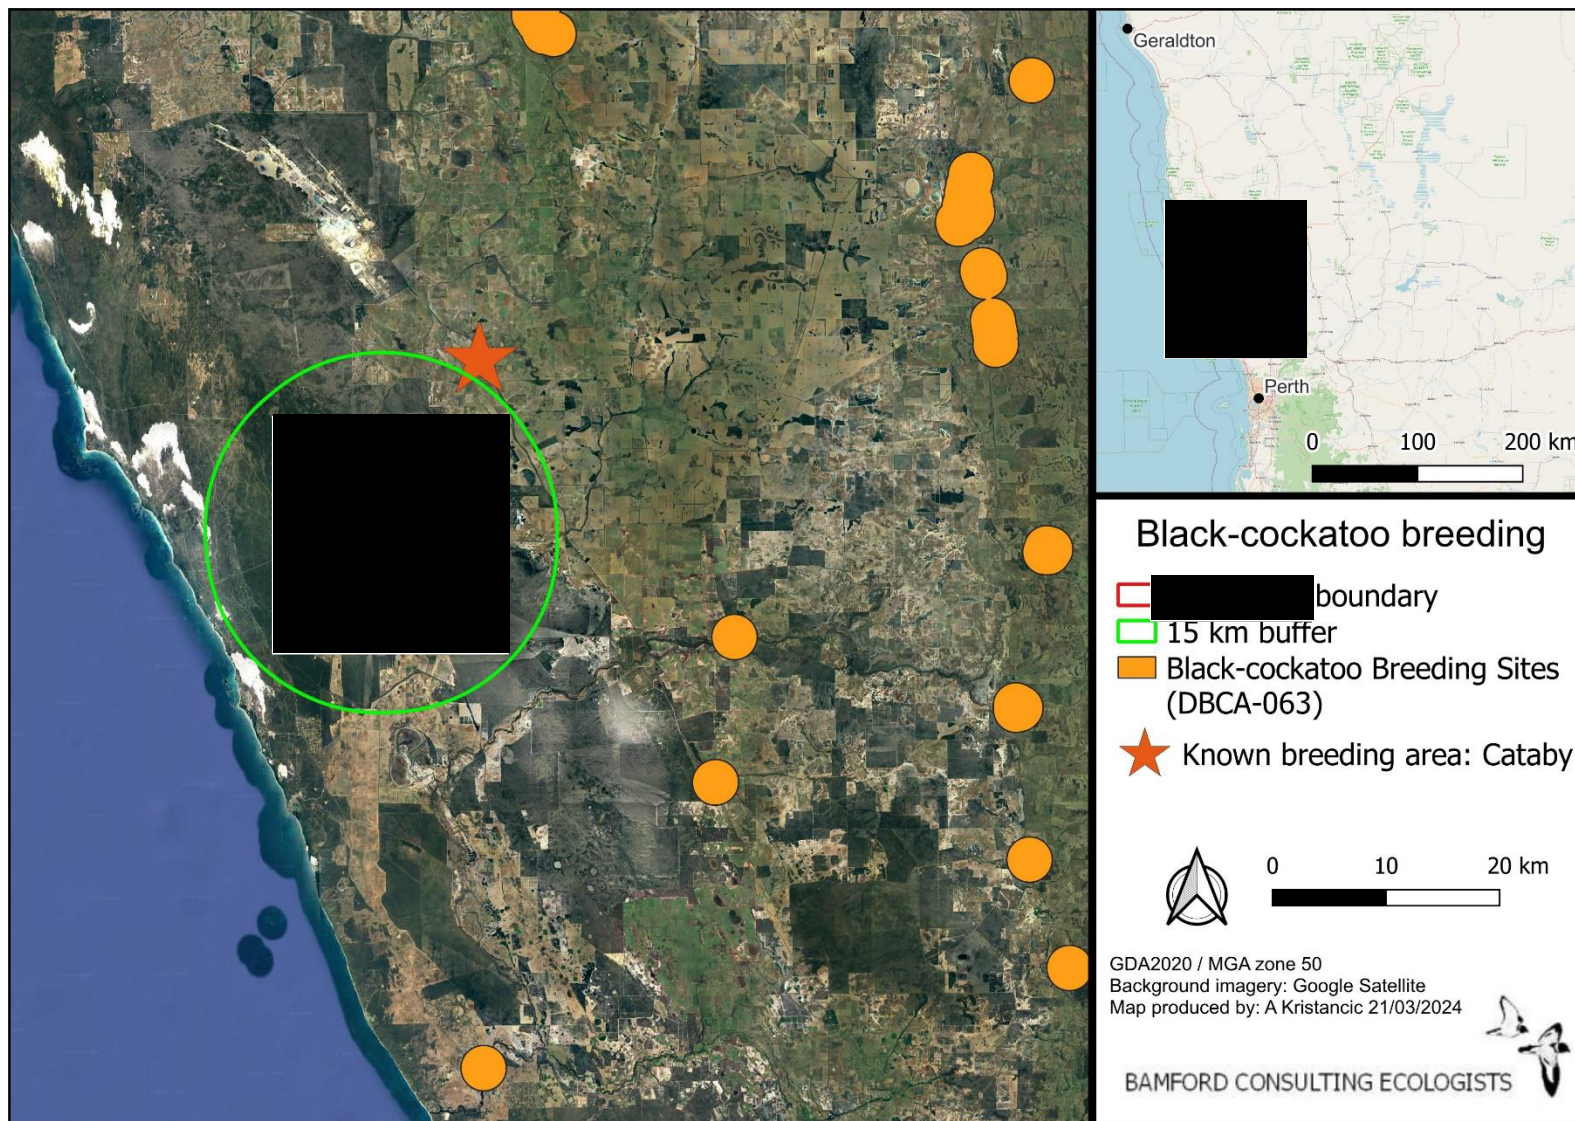 Geraldton
Perth
0 100 200 km
Black-cockatoo breeding
boundary
15 km buffer
Black-cockatoo Breeding Sites
(DBCA-063)
Known breeding area: Cataby
0 10 20 km
GDA2020 / MGA zone 50
Background imagery: Google Satellite
Map produced by: A Kristancic 21/03/2024
BAMFORD CONSULTING ECOLOGISTS